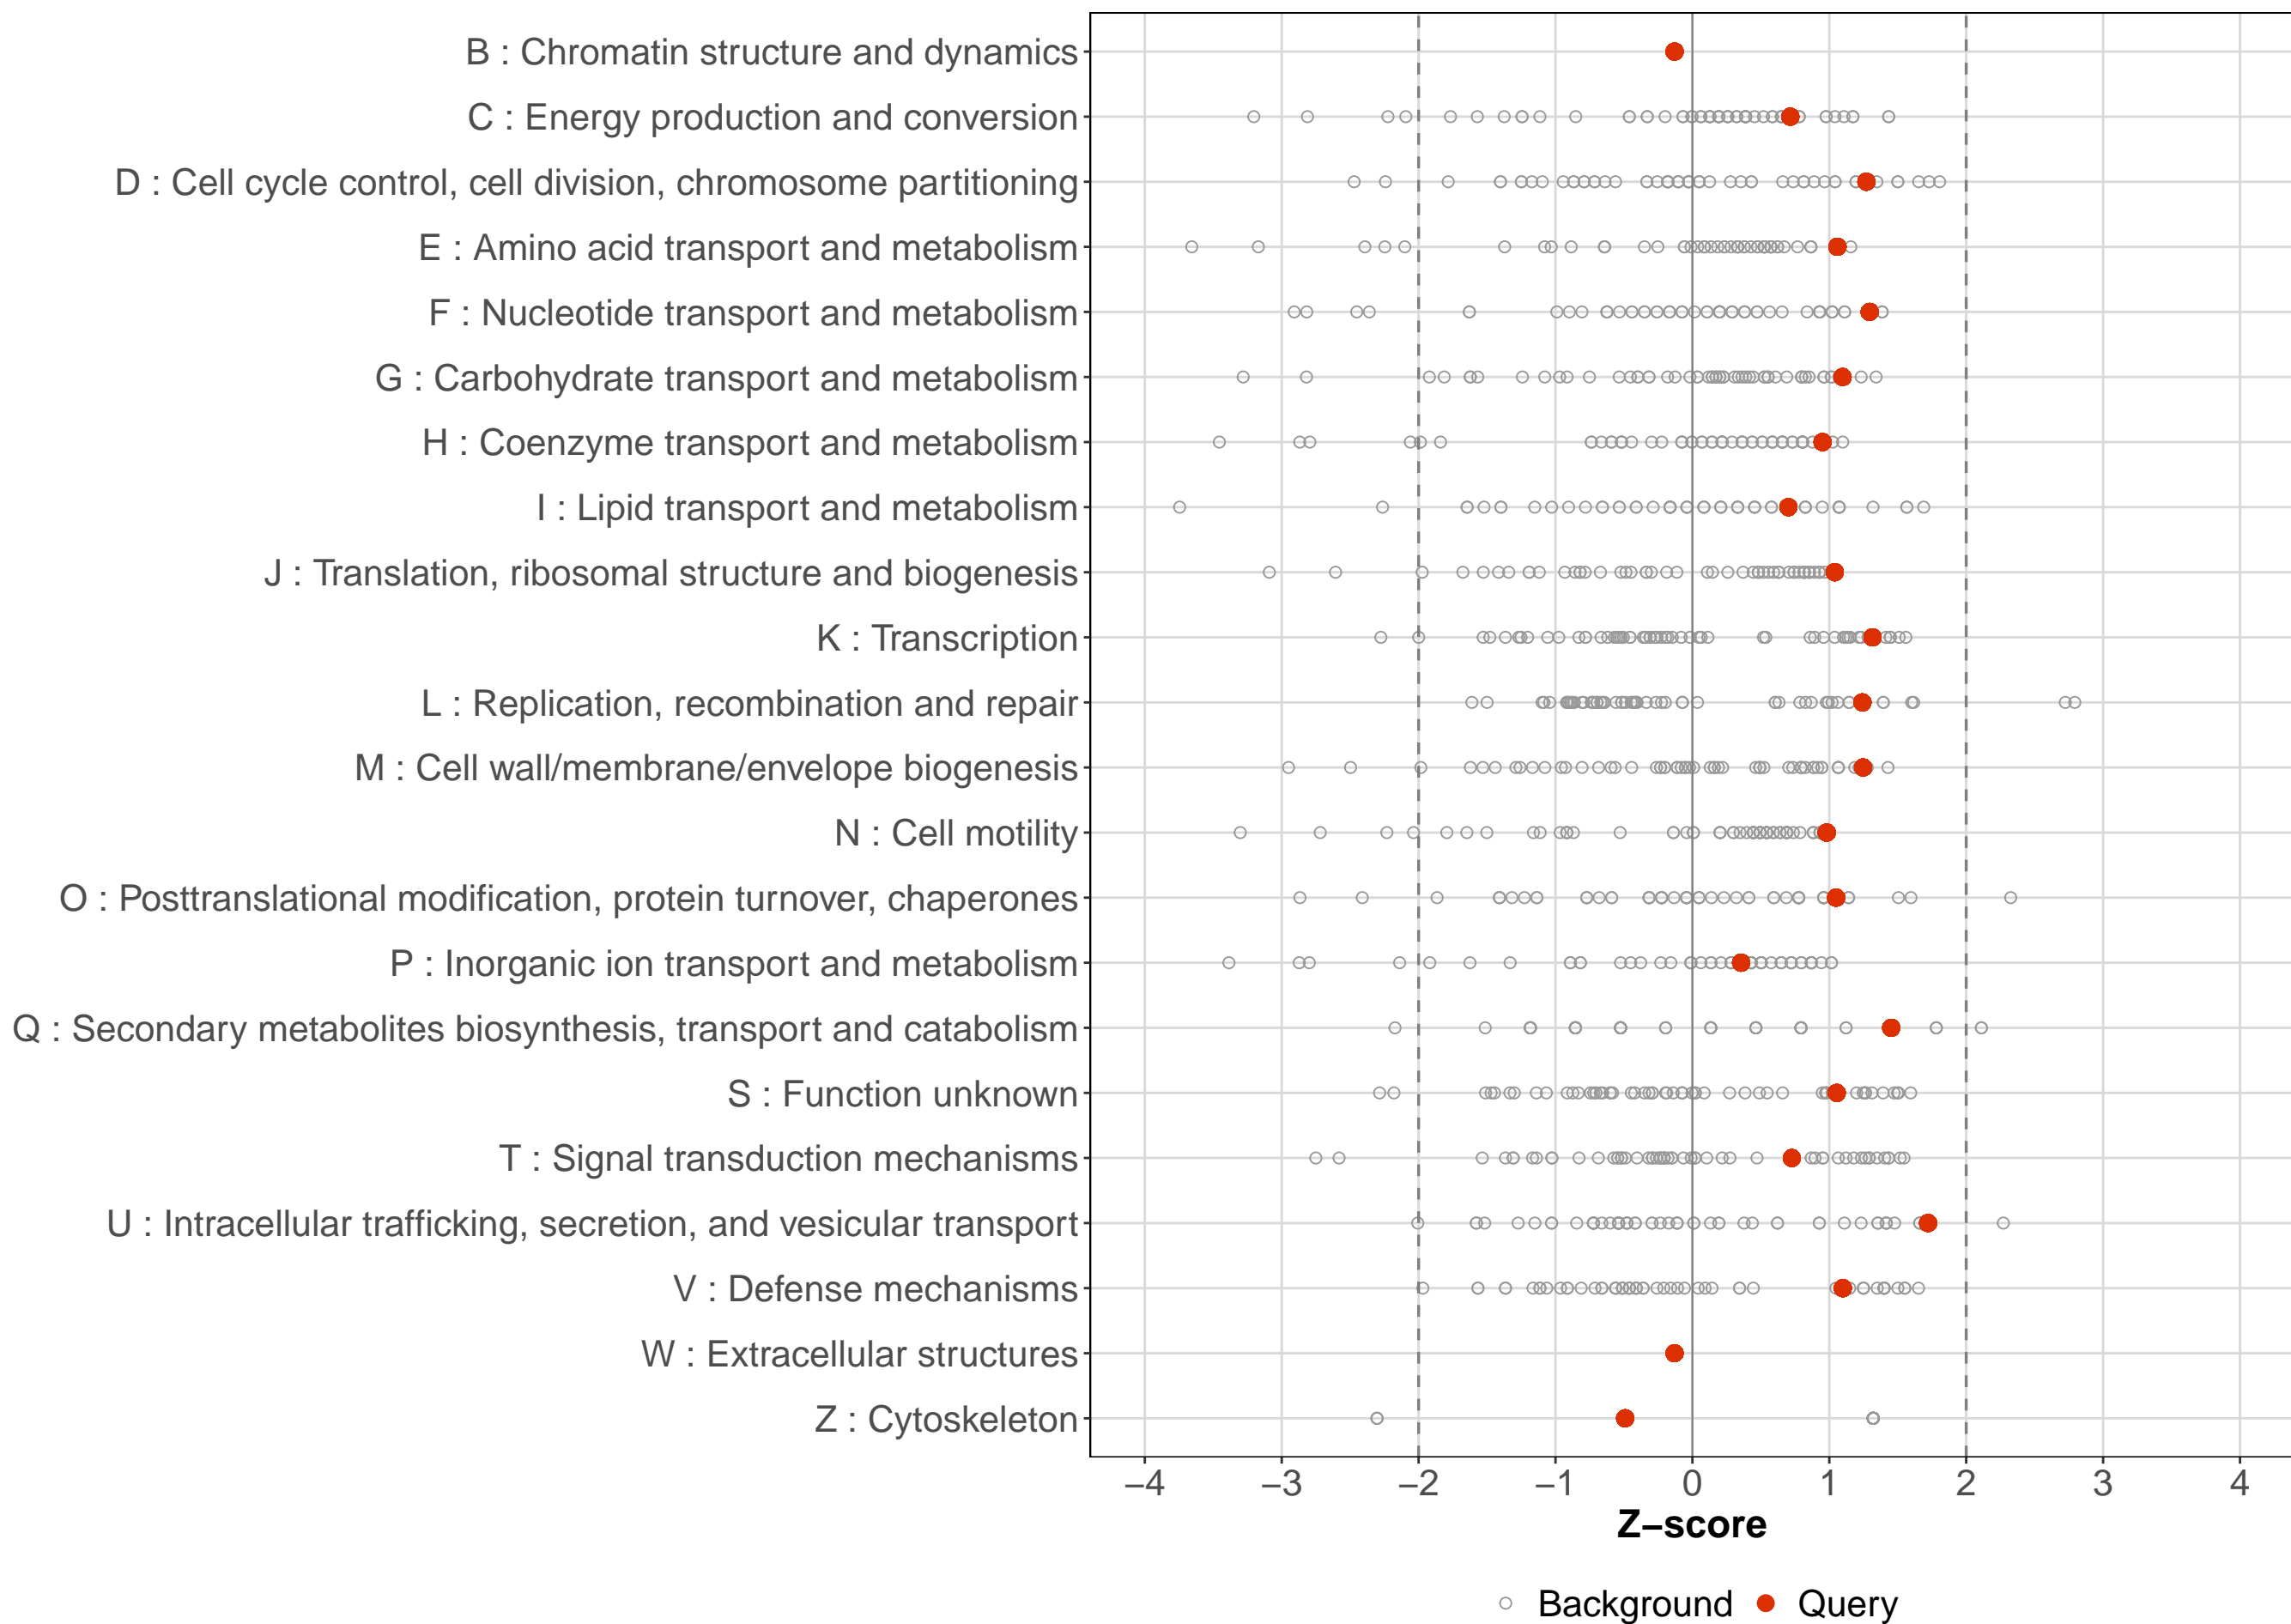 B : Chromatin structure and dynamics
C : Energy production and conversion
D : Cell cycle control, cell division, chromosome partitioning
E : Amino acid transport and metabolism
F : Nucleotide transport and metabolism
G : Carbohydrate transport and metabolism
H : Coenzyme transport and metabolism
I : Lipid transport and metabolism
J : Translation, ribosomal structure and biogenesis
K : Transcription
L : Replication, recombination and repair
M : Cell wall/membrane/envelope biogenesis
N : Cell motility
O : Posttranslational modification, protein turnover, chaperones
P : Inorganic ion transport and metabolism
Q : Secondary metabolites biosynthesis, transport and catabolism
S : Function unknown
T : Signal transduction mechanisms
U : Intracellular trafficking, secretion, and vesicular transport
V : Defense mechanisms
W : Extracellular structures
Z : Cytoskeleton
−4 −3 −2 −1 0 1 2 3 4
Z−score
Background Query